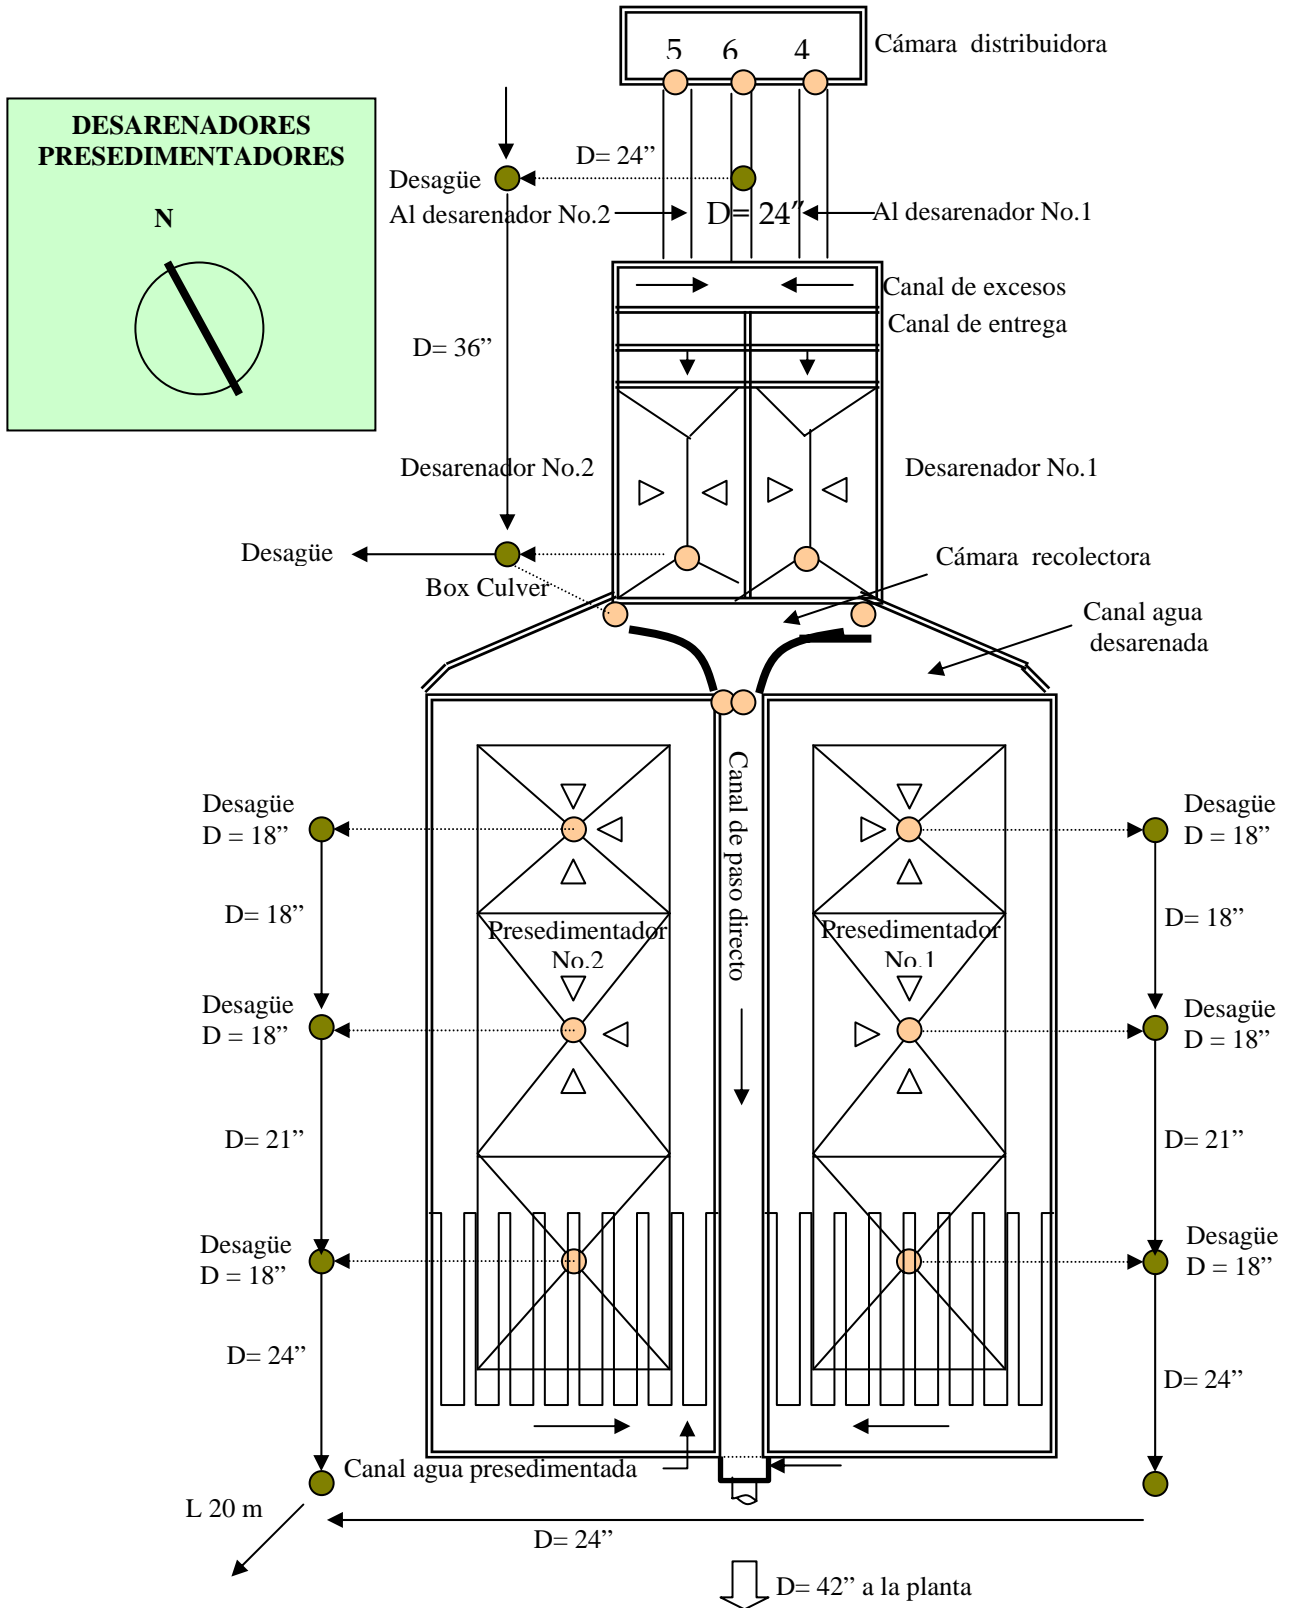 5 6 4
Cámara distribuidora
DESARENADORES
PRESEDIMENTADORES
N
D= 24”
Desagüe
Al desarenador No.2
D= 24”
Al desarenador No.1
Canal de excesos
Canal de entrega
D= 36”
Desarenador No.2
Desarenador No.1
Desagüe
Box Culver
Cámara recolectora
Canal agua
desarenada
Canal de paso directo
Desagüe
D = 18”
Desagüe
D = 18”
D= 18”
D= 18”
Presedimentador
No.2
Presedimentador
No.1
Desagüe
D = 18”
Desagüe
D = 18”
D= 21”
D= 21”
Desagüe
D = 18”
Desagüe
D = 18”
D= 24”
D= 24”
Canal agua presedimentada
L 20 m
D= 24”
D= 42” a la planta